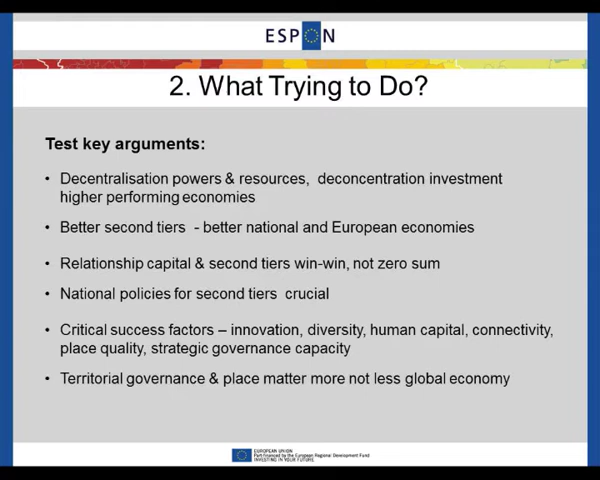 ESPON
2. What Trying to Do?
Test key arguments:
• Decentralisation powers & resources, deconcentration investment
higher performing economies
• Better second tiers - better national and European economies
• Relationship capital & second tiers win-win, not zero sum
• National policies for second tiers crucial
• Critical success factors – innovation, diversity, human capital, connectivity,
place quality, strategic governance capacity
• Territorial governance & place matter more not less global economy
EUROPEAN UNION
Part financed by the European Regional Development Fund
INVESTING IN YOUR FUTURE